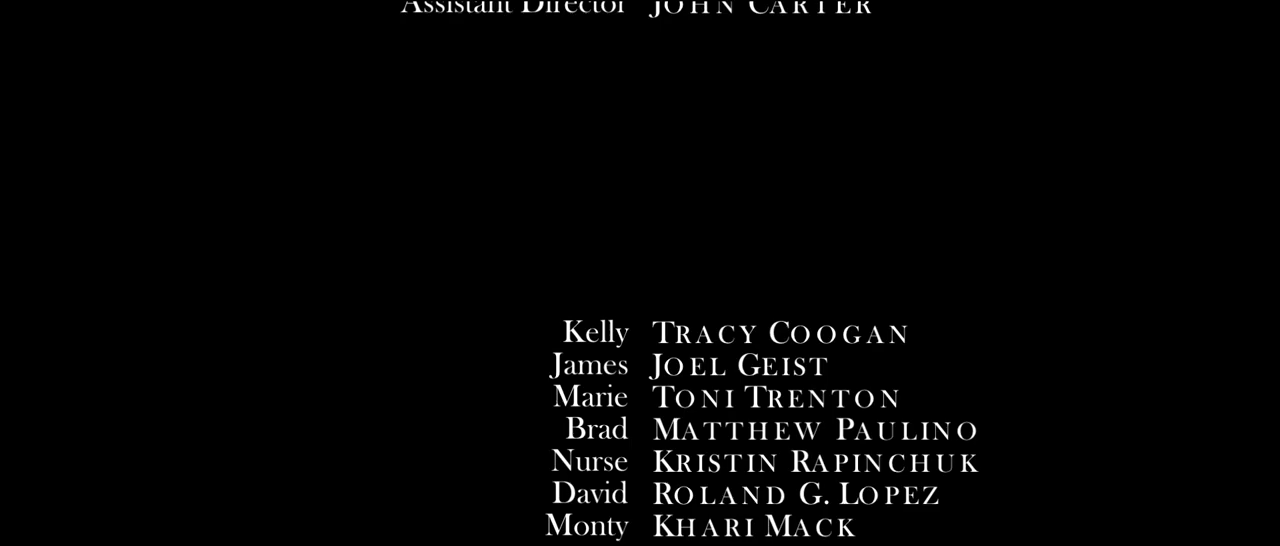 Assistant Director JOHN CARTER
Kelly TRACY COOGAN
James JOEL GEIST
Marie TONI TRENTON
Brad MATTHEW PAULINO
Nurse KRISTIN RAPINCHUK
David ROLAND G. LOPEZ
Monty KHARI MACK